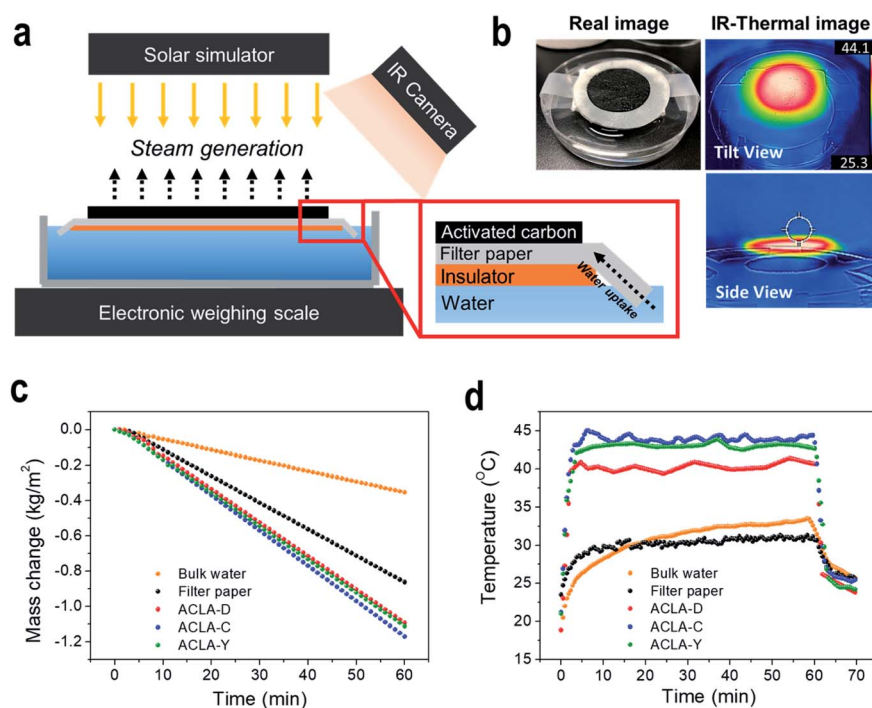 a
Solar simulator
IR Camera
Steam generation
Electronic weighing scale
Activated carbon
Filter paper
Insulator
Water
Water uptake
b
Real image
IR-Thermal image
44.1
Tilt View
25.3
Side View
c
0.0
-0.2
-0.4
-0.6
-0.8
-1.0
-1.2
Mass change (kg/m²)
Bulk water
Filter paper
ACLA-D
ACLA-C
ACLA-Y
0 10 20 30 40 50 60
Time (min)
d
45
40
35
30
25
20
15
Temperature (°C)
Bulk water
Filter paper
ACLA-D
ACLA-C
ACLA-Y
0 10 20 30 40 50 60 70
Time (min)